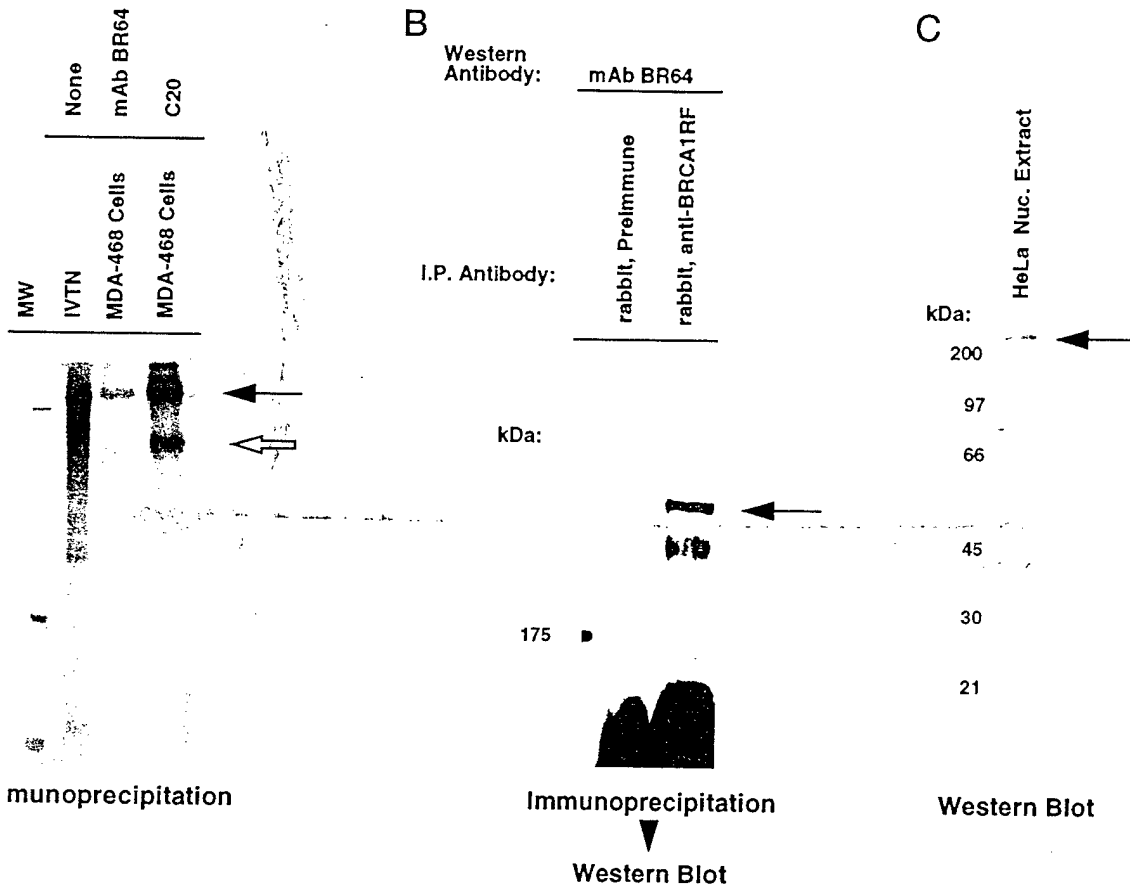 None
mAb BR64
C20
MW
IVTN
MDA-468 Cells
MDA-468 Cells
munoprecipitation
B
Western
Antibody:
mAb BR64
I.P. Antibody:
rabbit, Preimmune
rabbit, anti-BRCA1RF
kDa:
175
Immunoprecipitation
Western Blot
C
HeLa Nuc. Extract
kDa:
200
97
66
45
30
21
Western Blot